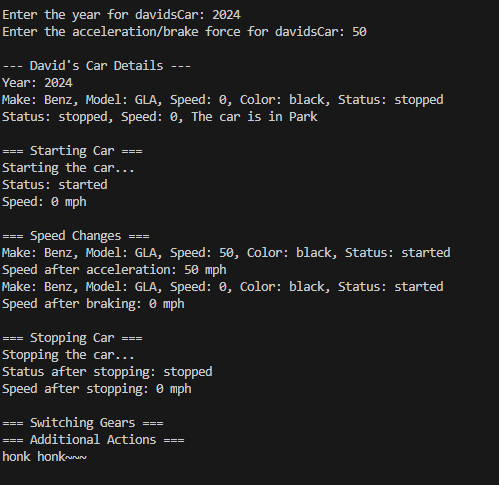 Enter the year for davidsCar: 2024
Enter the acceleration/brake force for davidsCar: 50
--- David's Car Details ---
Year: 2024
Make: Benz, Model: GLA, Speed: 0, Color: black, Status: stopped
Status: stopped, Speed: 0, The car is in Park
=== Starting Car ===
Starting the car...
Status: started
Speed: 0 mph
=== Speed Changes ===
Make: Benz, Model: GLA, Speed: 50, Color: black, Status: started
Speed after acceleration: 50 mph
Make: Benz, Model: GLA, Speed: 0, Color: black, Status: started
Speed after braking: 0 mph
=== Stopping Car ===
Stopping the car...
Status after stopping: stopped
Speed after stopping: 0 mph
=== Switching Gears ===
=== Additional Actions ===
honk honk~~~